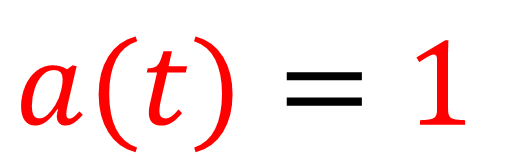 a(t) = 1